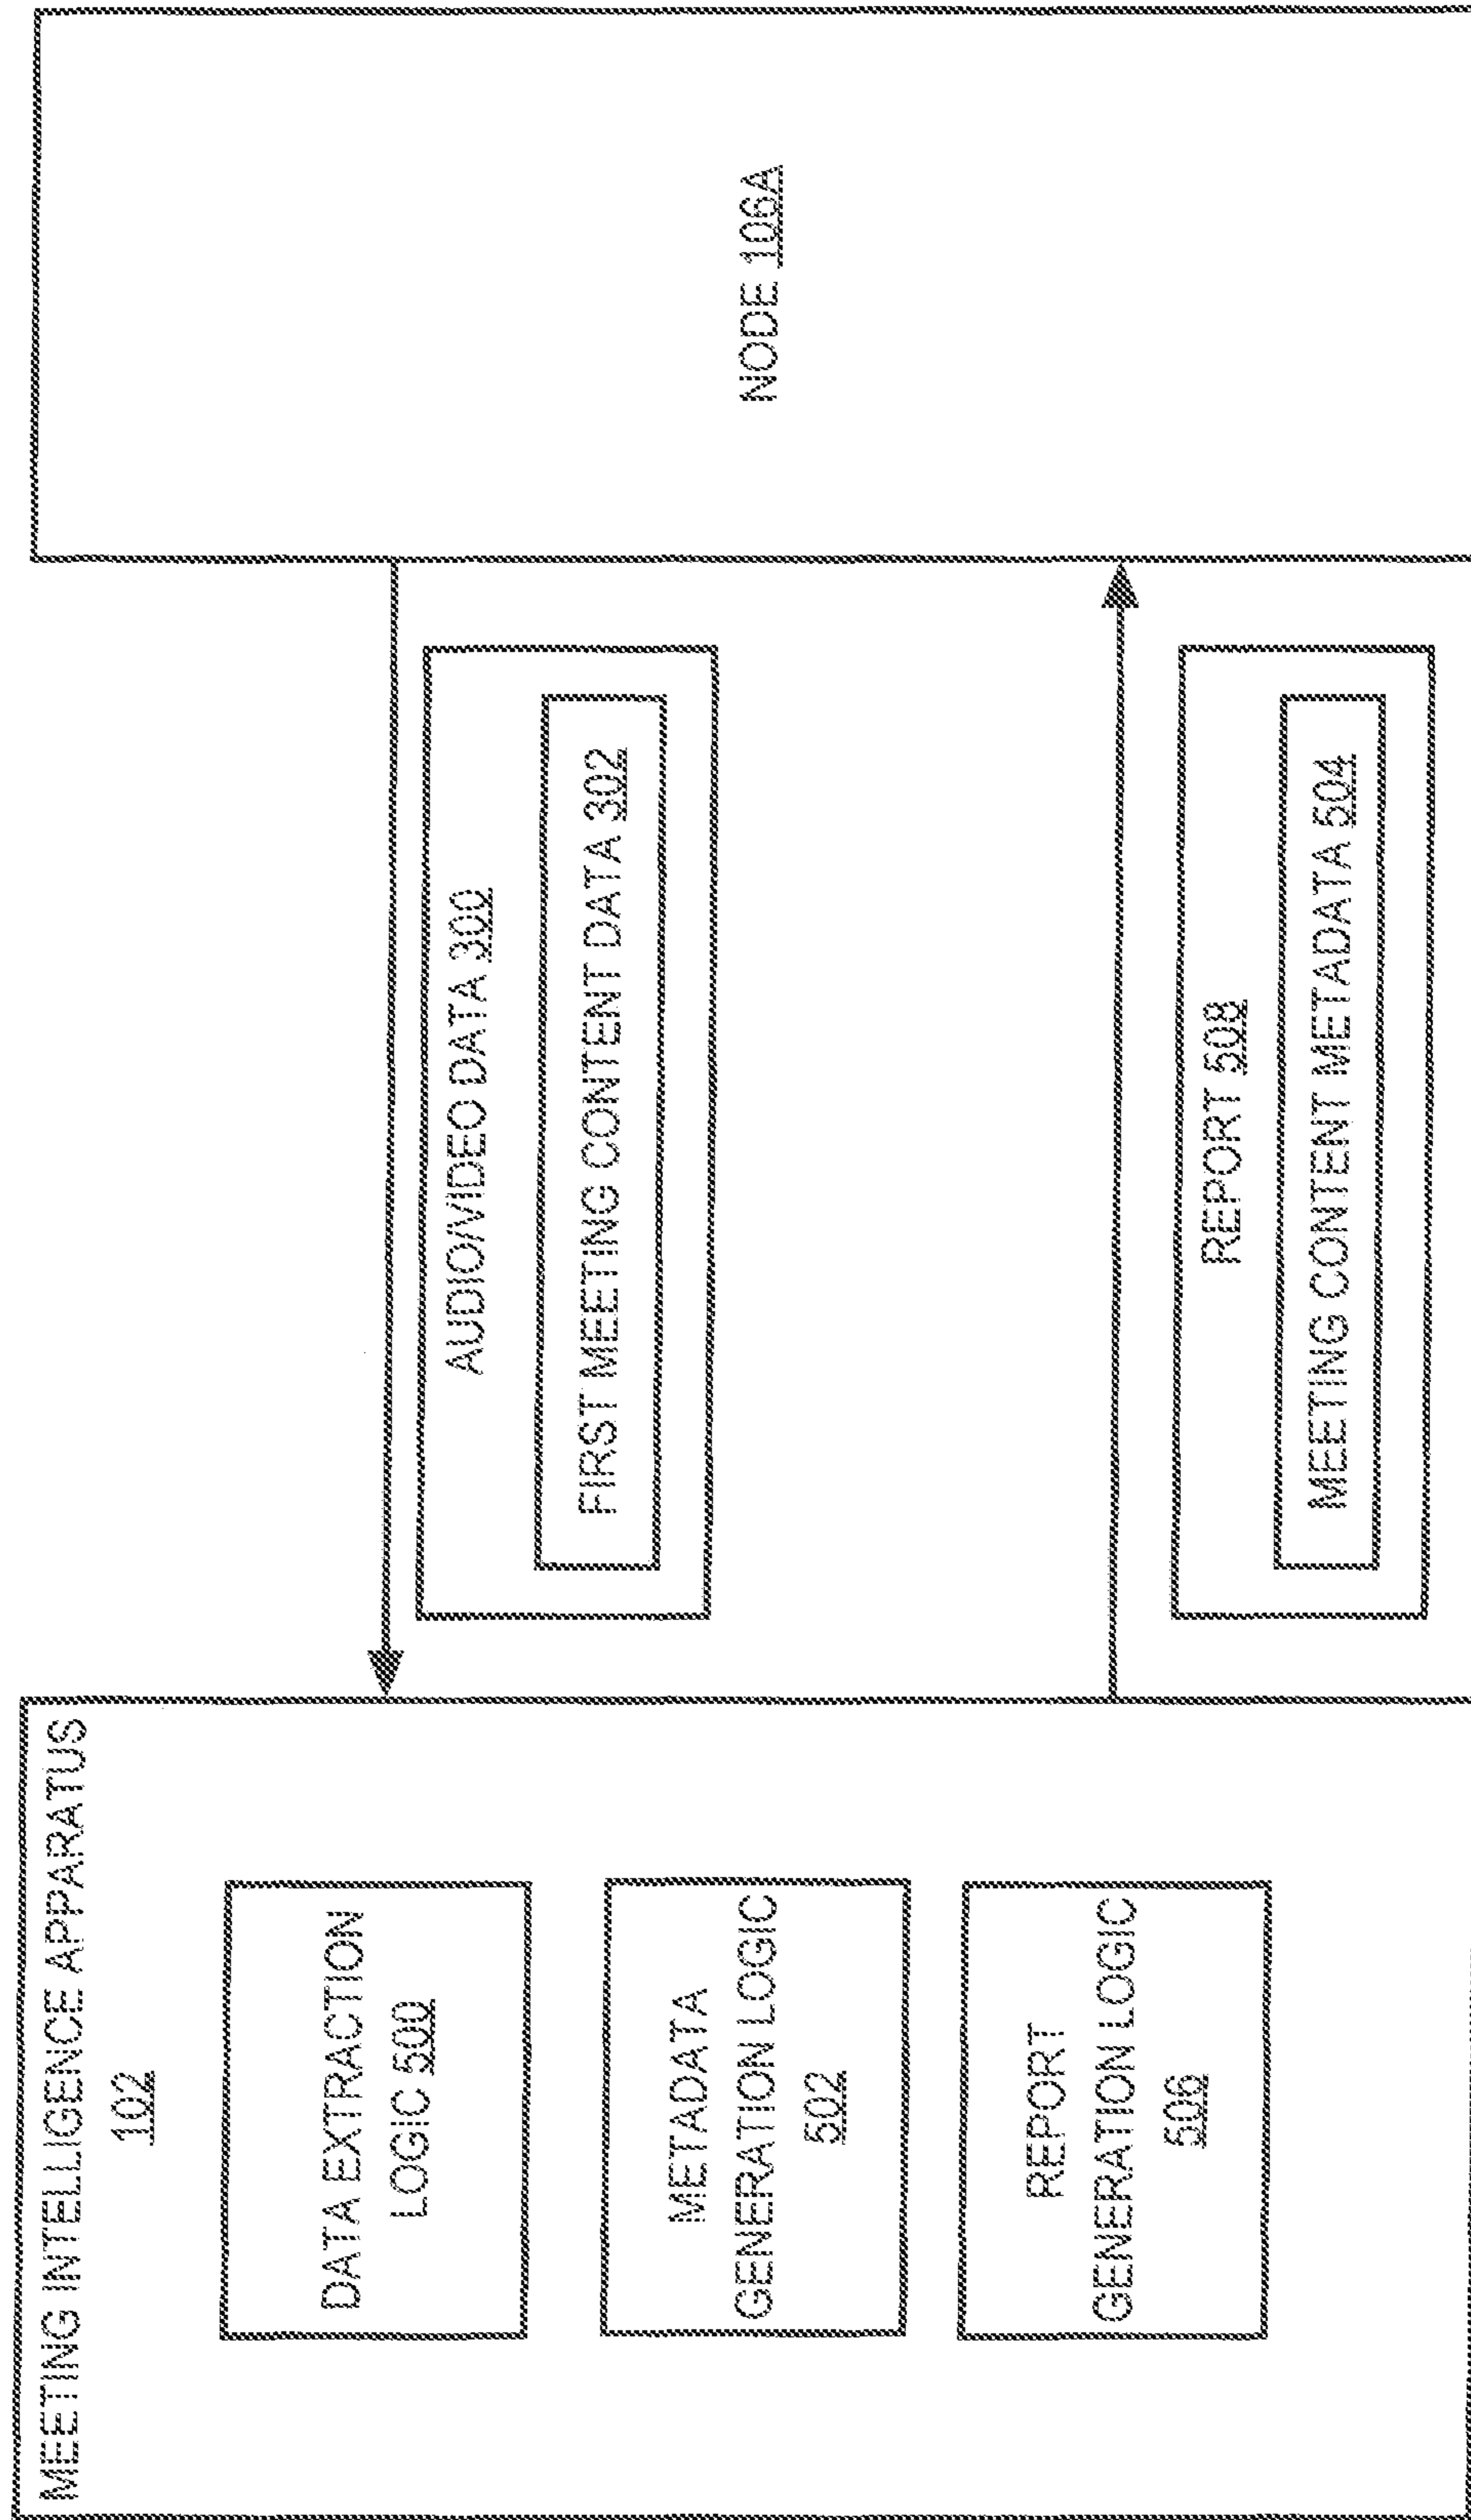 MEETING INTELLIGENCE APPARATUS
102
DATA EXTRACTION
LOGIC 500
METADATA
GENERATION LOGIC
502
REPORT
GENERATION LOGIC
506
AUDIO/VIDEO DATA 300
FIRST MEETING CONTENT DATA 302
REPORT 508
MEETING CONTENT METADATA 504
NODE 106A